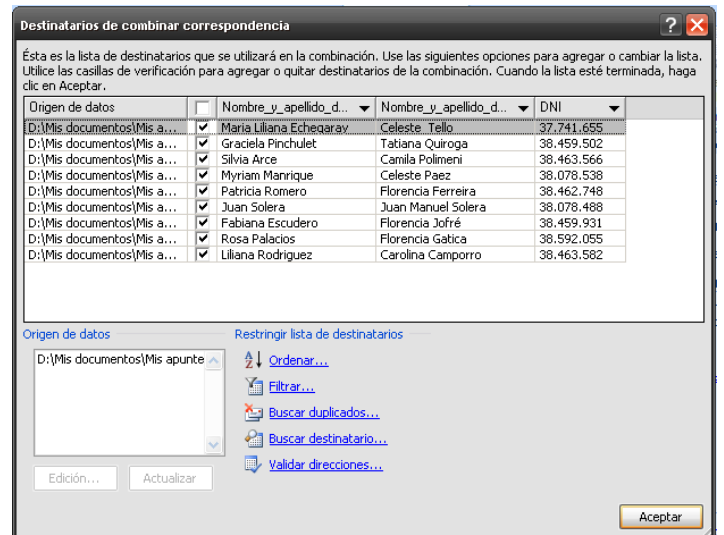 Destinatarios de combinar correspondencia
Ésta es la lista de destinatarios que se utilizará en la combinación. Use las siguientes opciones para agregar o cambiar la lista.
Utilice las casillas de verificación para agregar o quitar destinatarios de la combinación. Cuando la lista esté terminada, haga
clic en Aceptar.
Origen de datos Nombre_y_apellido_d... Nombre_y_apellido_d... DNI
D:\Mis documentos\Mis a... Maria Liliana Echegaray Celeste Tello 37.741.655
D:\Mis documentos\Mis a... Graciela Pinchulet Tatiana Quiroga 38.459.502
D:\Mis documentos\Mis a... Silvia Arce Camila Polimeni 38.463.566
D:\Mis documentos\Mis a... Myriam Manrique Celeste Paez 38.078.538
D:\Mis documentos\Mis a... Patricia Romero Florencia Ferreira 38.462.748
D:\Mis documentos\Mis a... Juan Solera Juan Manuel Solera 38.078.488
D:\Mis documentos\Mis a... Fabiana Escudero Florencia Jofré 38.459.931
D:\Mis documentos\Mis a... Rosa Palacios Florencia Gatica 38.592.055
D:\Mis documentos\Mis a... Liliana Rodriguez Carolina Camporro 38.463.582
Origen de datos
D:\Mis documentos\Mis apunte
Edición... Actualizar
Restringir lista de destinatarios
Ordenar...
Filtrar...
Buscar duplicados...
Buscar destinatario...
Validar direcciones...
Aceptar